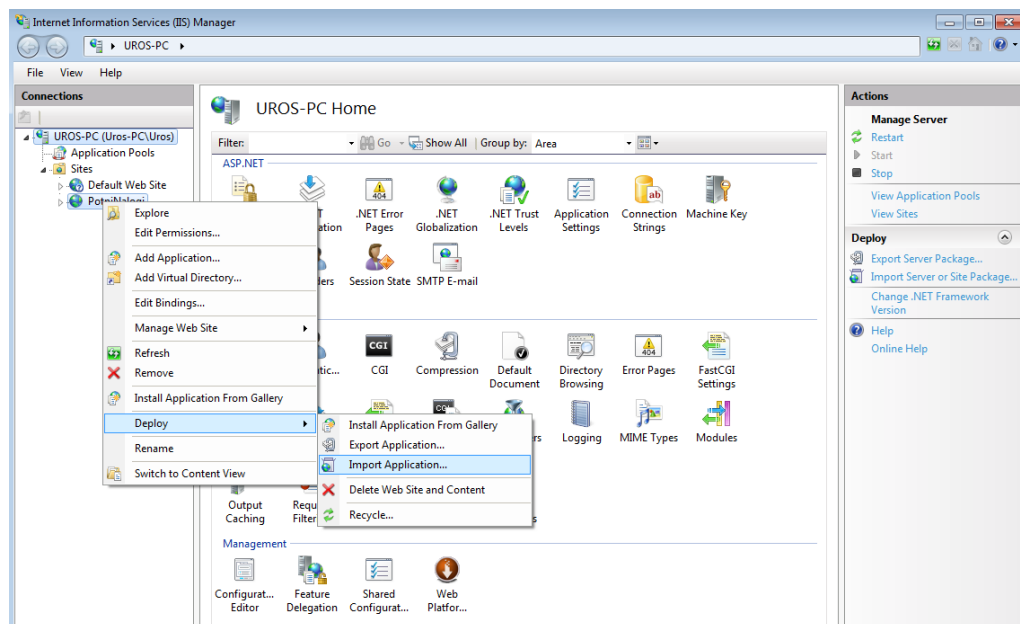 Internet Information Services (IIS) Manager
UROS-PC
File View Help
Connections
UROS-PC (Uros-PC\Uros)
Application Pools
Sites
Default Web Site
PotniNalogi
Explore
Edit Permissions...
Add Application...
Add Virtual Directory...
Edit Bindings...
Manage Web Site
Refresh
Remove
Install Application From Gallery
Deploy
Rename
Switch to Content View
Install Application From Gallery
Export Application...
Import Application...
Delete Web Site and Content
Recycle...
UROS-PC Home
Filter: Go Show All Group by: Area
ASP.NET
.NET Error
Pages
.NET
Globalization
.NET Trust
Levels
Application
Settings
Connection
Strings
Machine Key
Session State
SMTP E-mail
CGI
Compression
Default
Document
Directory
Browsing
Error Pages
FastCGI
Settings
Logging
MIME Types
Modules
Output
Caching
Management
Configurat...
Editor
Feature
Delegation
Shared
Configurat...
Web
Platfor...
Actions
Manage Server
Restart
Start
Stop
View Application Pools
View Sites
Deploy
Export Server Package...
Import Server or Site Package...
Change .NET Framework
Version
Help
Online Help